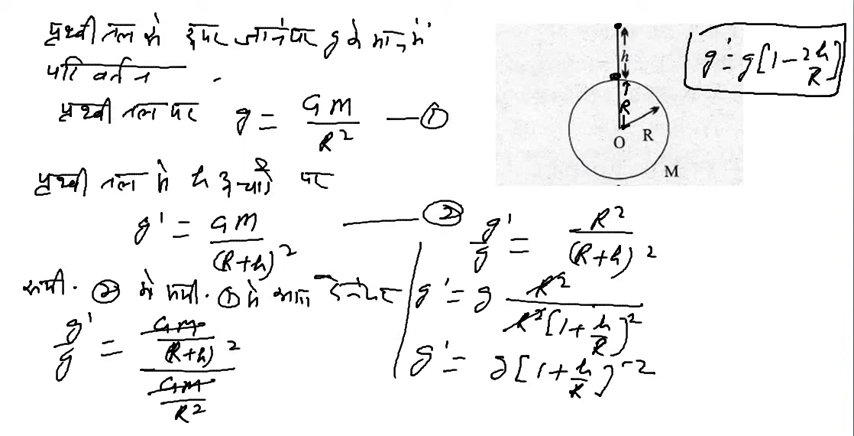 पृथ्वी तल से ऊपर जाने पर g के मान में
परिवर्तन
पृथ्वी तल पर g = GM / R² — ①
पृथ्वी तल से h ऊँचाई पर
g' = GM / (R+h)² — ②
समी. ② में समी. ① से भाग देने पर
g'/g = (GM / (R+h)²) / (GM / R²)
g'/g = R² / (R+h)²
g' = g R² / R²[1 + h/R]²
g' = g[1 + h/R]⁻²
h
R
R
O
M
g' = g[1 - 2h/R]